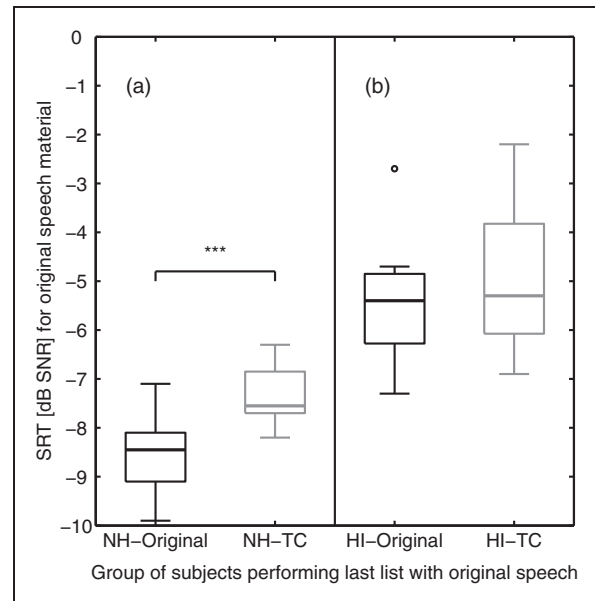 SRT [dB SNR] for original speech material
0
−1
−2
−3
−4
−5
−6
−7
−8
−9
−10
(a)
(b)
***
NH−Original
NH−TC
HI−Original
HI−TC
Group of subjects performing last list with original speech